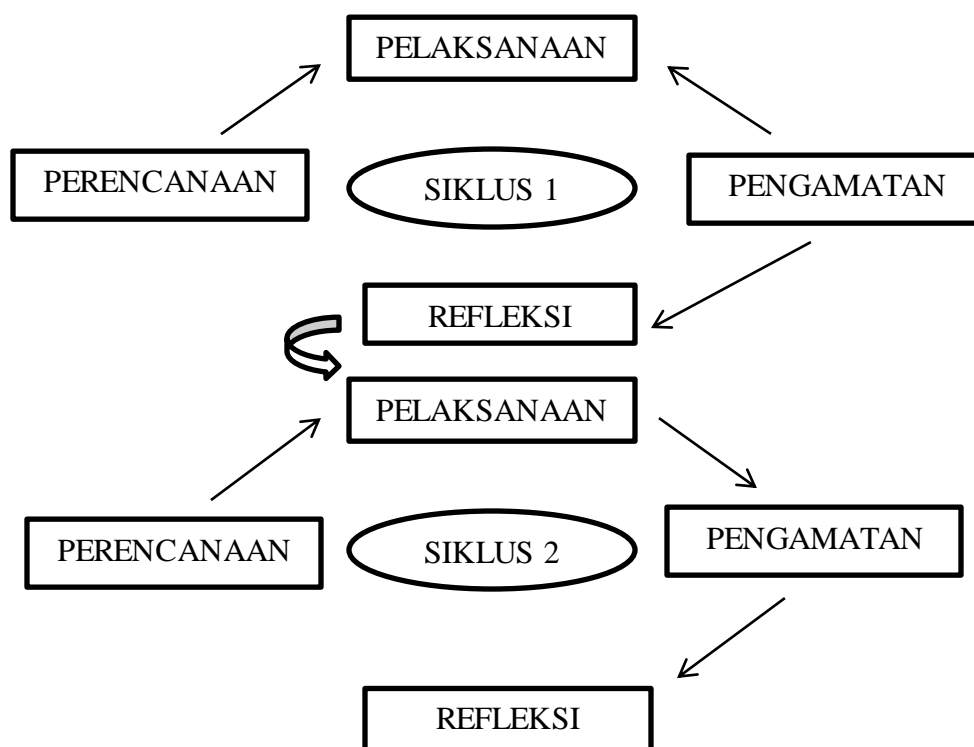 PELAKSANAAN
PERENCANAAN
SIKLUS 1
PENGAMATAN
REFLEKSI
PELAKSANAAN
PERENCANAAN
SIKLUS 2
PENGAMATAN
REFLEKSI